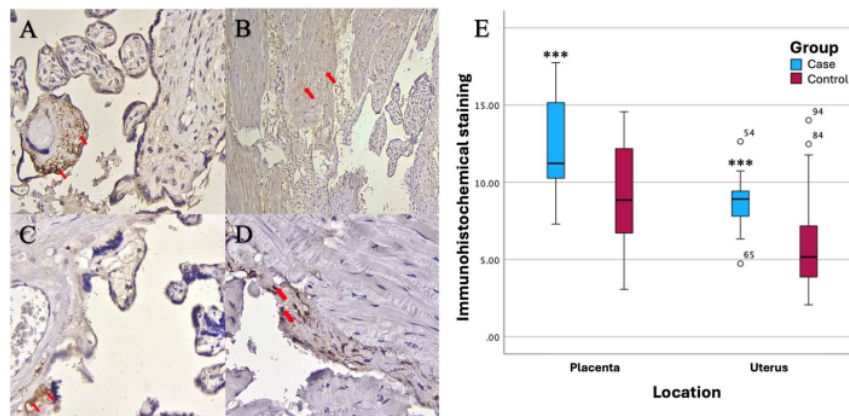 A
B
C
D
E
Group
Case
Control
***
***
54
65
94
84
15.00
10.00
5.00
.00
Immunohistochemical staining
Placenta
Uterus
Location